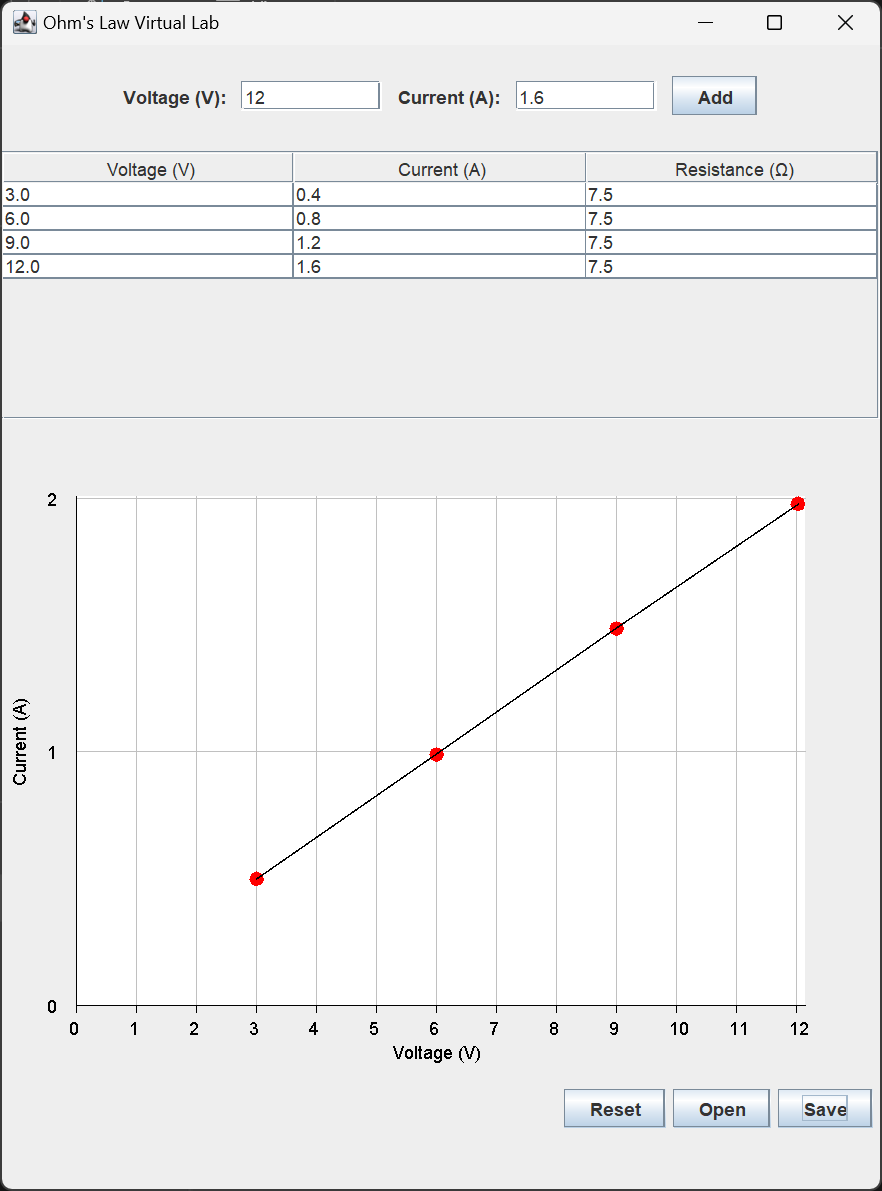 Ohm's Law Virtual Lab
Voltage (V): 12 Current (A): 1.6 Add
Voltage (V) Current (A) Resistance (Ω)
3.0 0.4 7.5
6.0 0.8 7.5
9.0 1.2 7.5
12.0 1.6 7.5
2
Current (A)
1
0
0 1 2 3 4 5 6 7 8 9 10 11 12
Voltage (V)
Reset Open Save